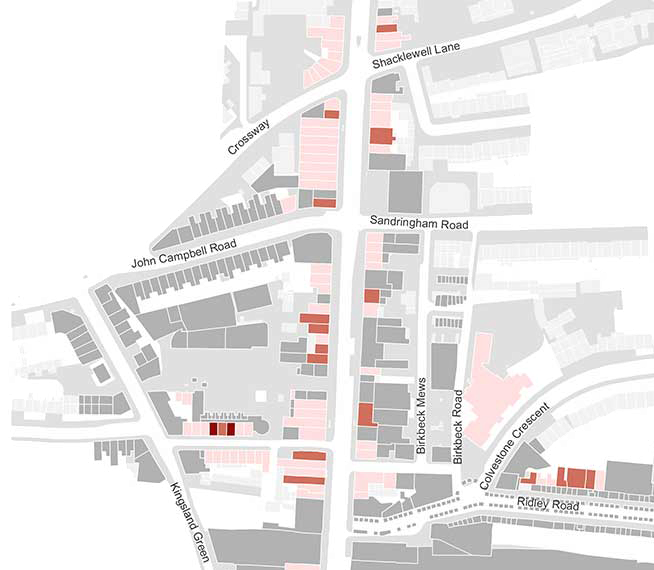 Shacklewell Lane
Crossway
Sandringham Road
John Campbell Road
Birkbeck Mews
Birkbeck Road
Colvestone Crescent
Kingsland Green
Ridley Road